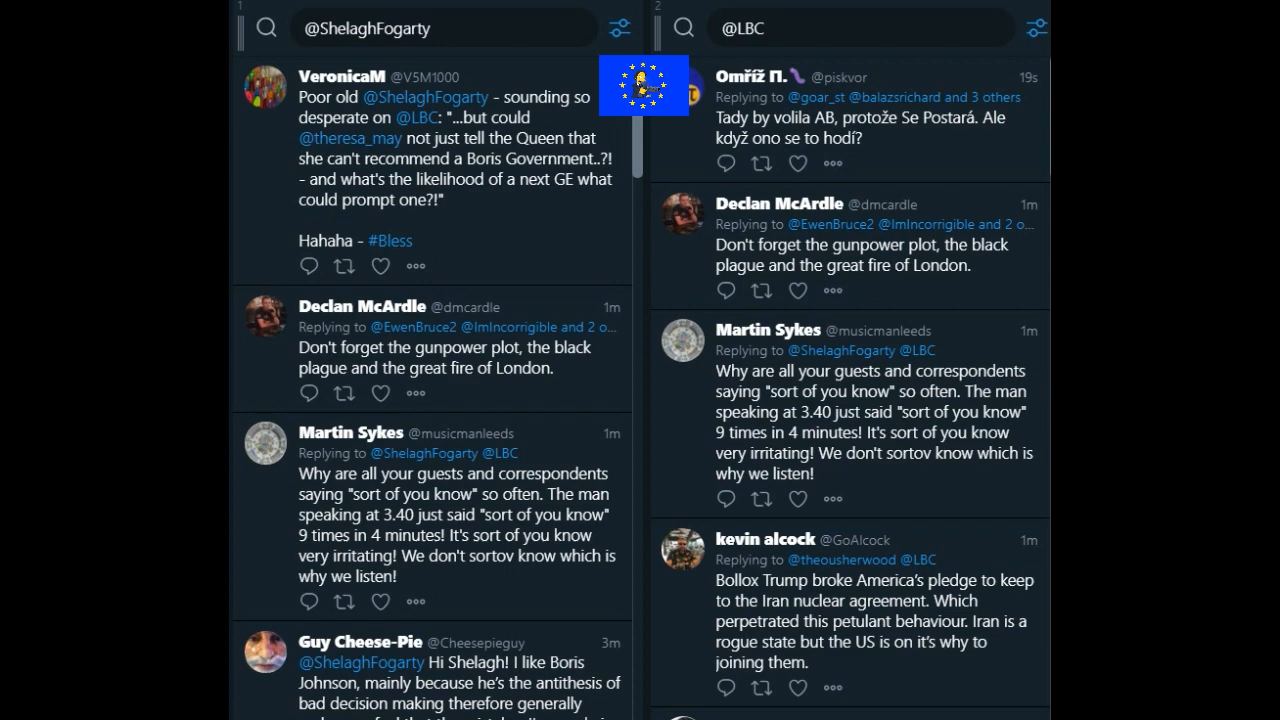 1
@ShelaghFogarty
VeronicaM @V5M1000
Poor old @ShelaghFogarty - sounding so
desperate on @LBC: "...but could
@theresa_may not just tell the Queen that
she can't recommend a Boris Government..?!
- and what's the likelihood of a next GE what
could prompt one?!"
Hahaha - #Bless
Declan McArdle @dmcardle 1m
Replying to @EwenBruce2 @ImIncorrigible and 2 o...
Don't forget the gunpower plot, the black
plague and the great fire of London.
Martin Sykes @musicmanleeds 1m
Replying to @ShelaghFogarty @LBC
Why are all your guests and correspondents
saying "sort of you know" so often. The man
speaking at 3.40 just said "sort of you know"
9 times in 4 minutes! It's sort of you know
very irritating! We don't sortov know which is
why we listen!
Guy Cheese-Pie @Cheesepieguy 3m
@ShelaghFogarty Hi Shelagh! I like Boris
Johnson, mainly because he's the antithesis of
bad decision making therefore generally
2
@LBC
Omříž П. @piskvor 19s
Replying to @goar_st @balazsrichard and 3 others
Tady by volila AB, protože Se Postará. Ale
když ono se to hodí?
Declan McArdle @dmcardle 1m
Replying to @EwenBruce2 @ImIncorrigible and 2 o...
Don't forget the gunpower plot, the black
plague and the great fire of London.
Martin Sykes @musicmanleeds 1m
Replying to @ShelaghFogarty @LBC
Why are all your guests and correspondents
saying "sort of you know" so often. The man
speaking at 3.40 just said "sort of you know"
9 times in 4 minutes! It's sort of you know
very irritating! We don't sortov know which is
why we listen!
kevin alcock @GoAlcock 1m
Replying to @theousherwood @LBC
Bollox Trump broke America's pledge to keep
to the Iran nuclear agreement. Which
perpetrated this petulant behaviour. Iran is a
rogue state but the US is on it's why to
joining them.